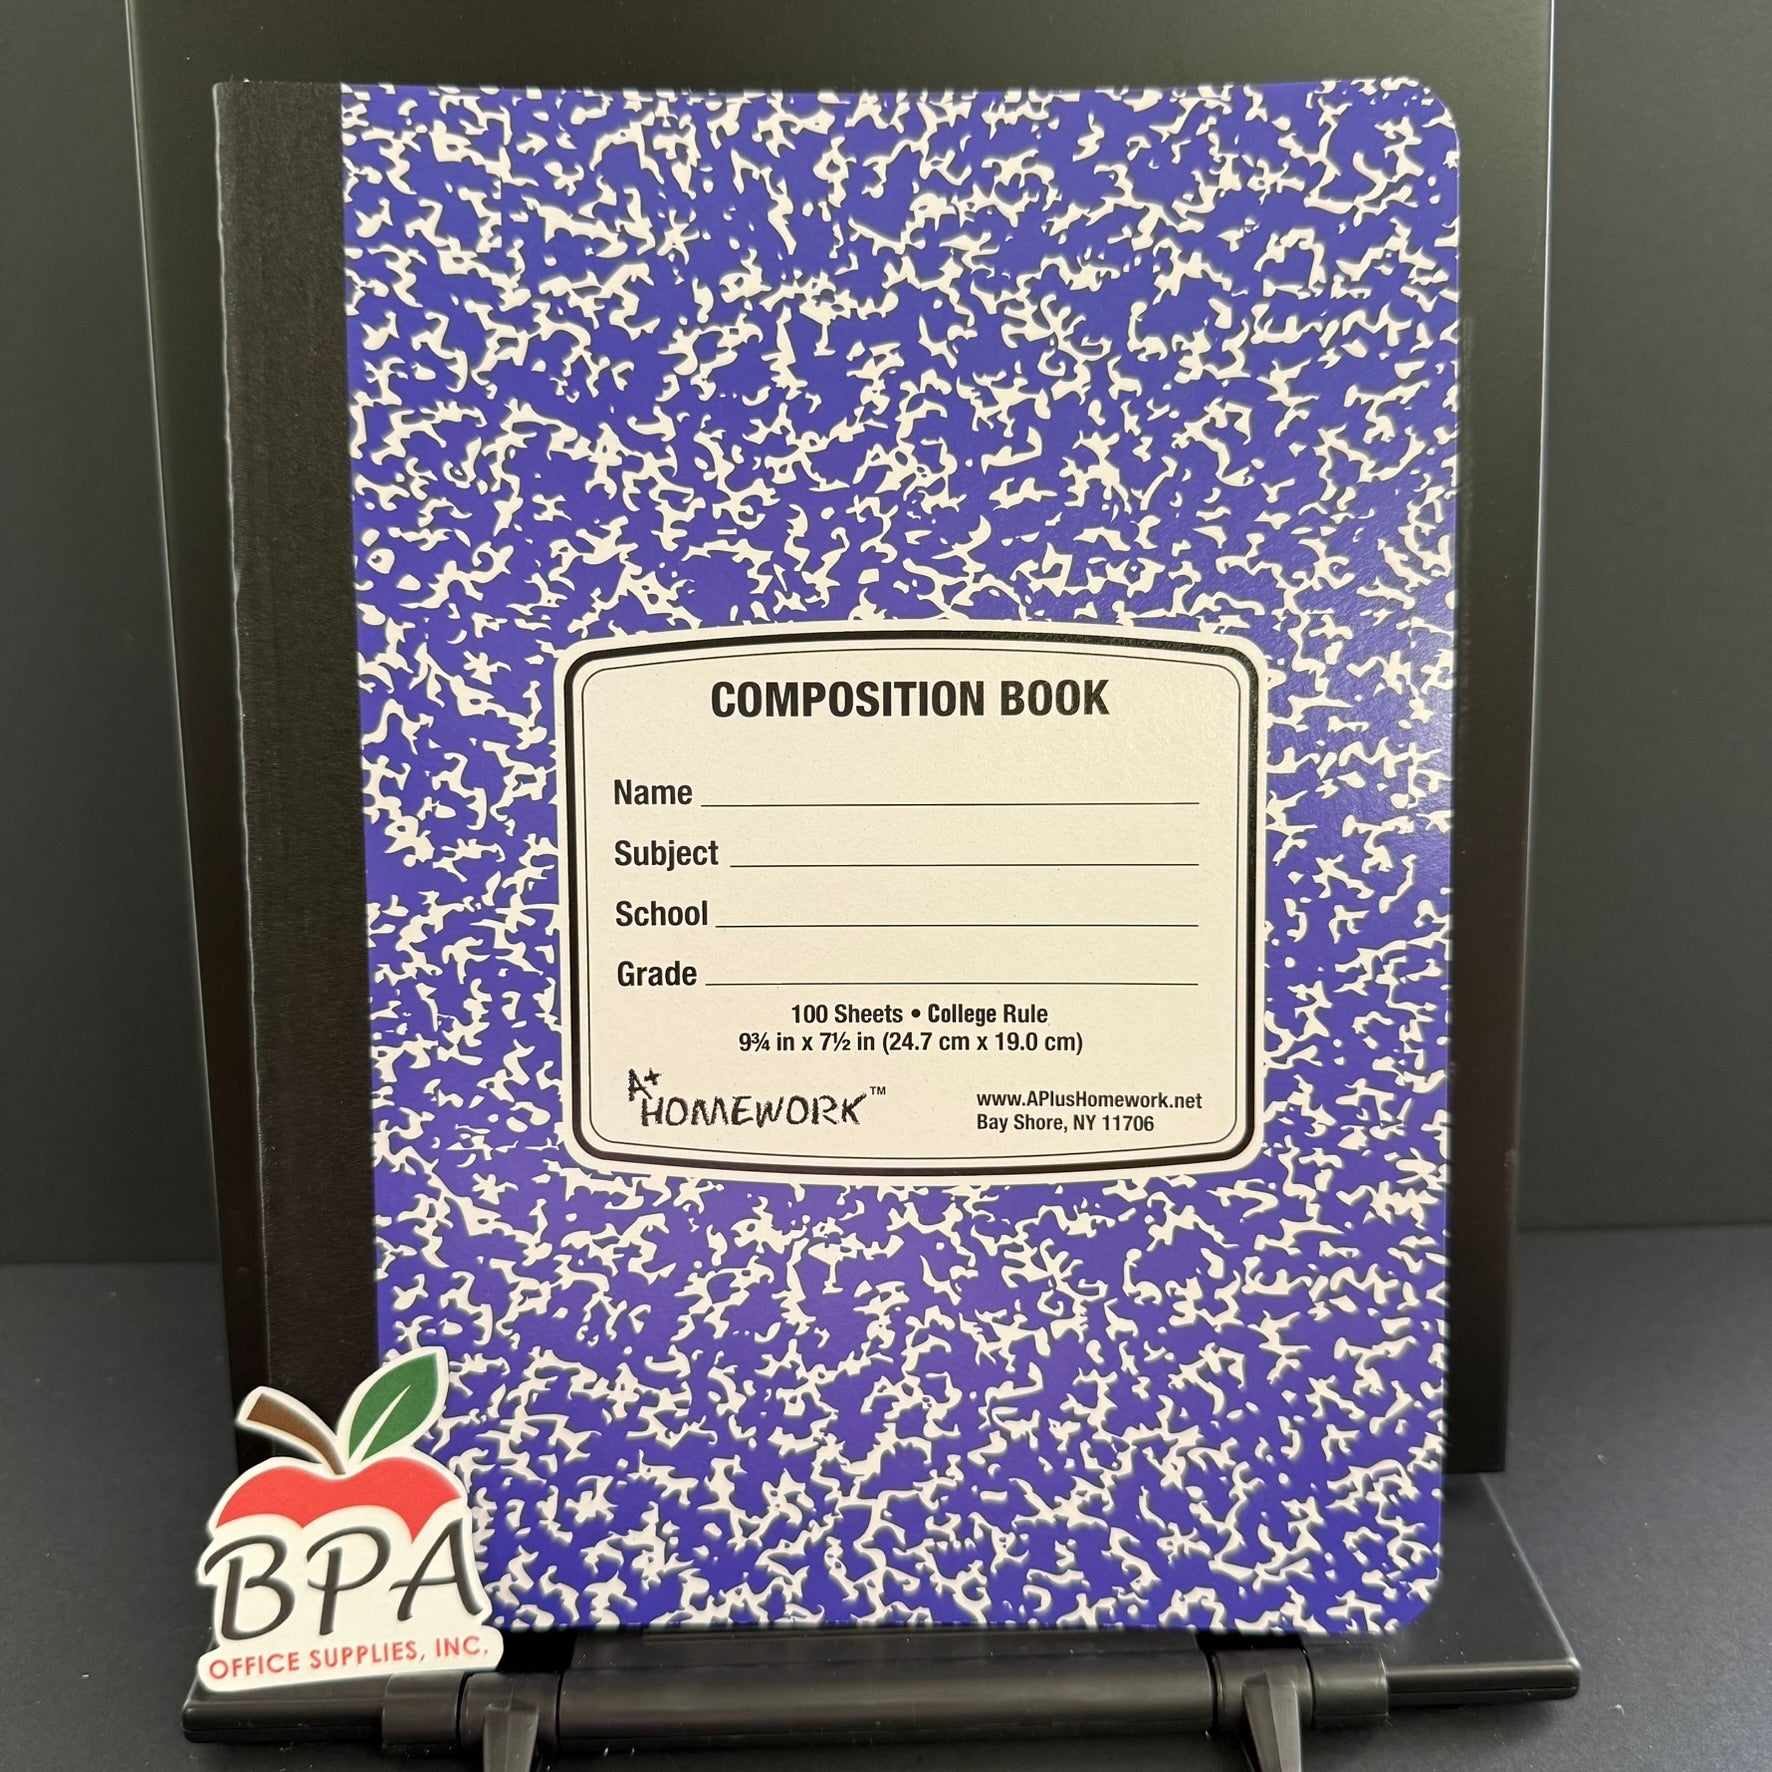 COMPOSITION BOOK
Name
Subject
School
Grade
100 Sheets • College Rule
9¾ in x 7½ in (24.7 cm x 19.0 cm)
A+
HOMEWORK™
www.APlusHomework.net
Bay Shore, NY 11706
BPA
OFFICE SUPPLIES, INC.